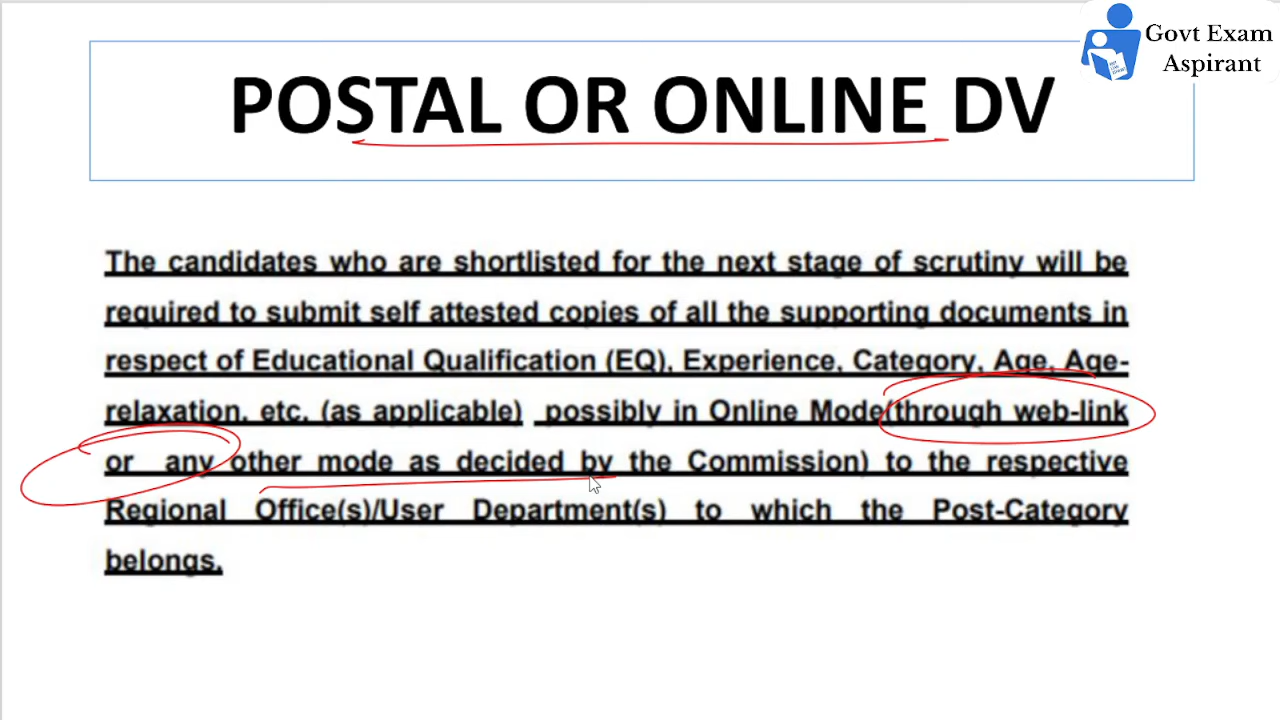 Govt Exam
Aspirant
POSTAL OR ONLINE DV
The candidates who are shortlisted for the next stage of scrutiny will be
required to submit self attested copies of all the supporting documents in
respect of Educational Qualification (EQ), Experience, Category, Age, Age-
relaxation, etc. (as applicable) possibly in Online Mode(through web-link
or any other mode as decided by the Commission) to the respective
Regional Office(s)/User Department(s) to which the Post-Category
belongs.